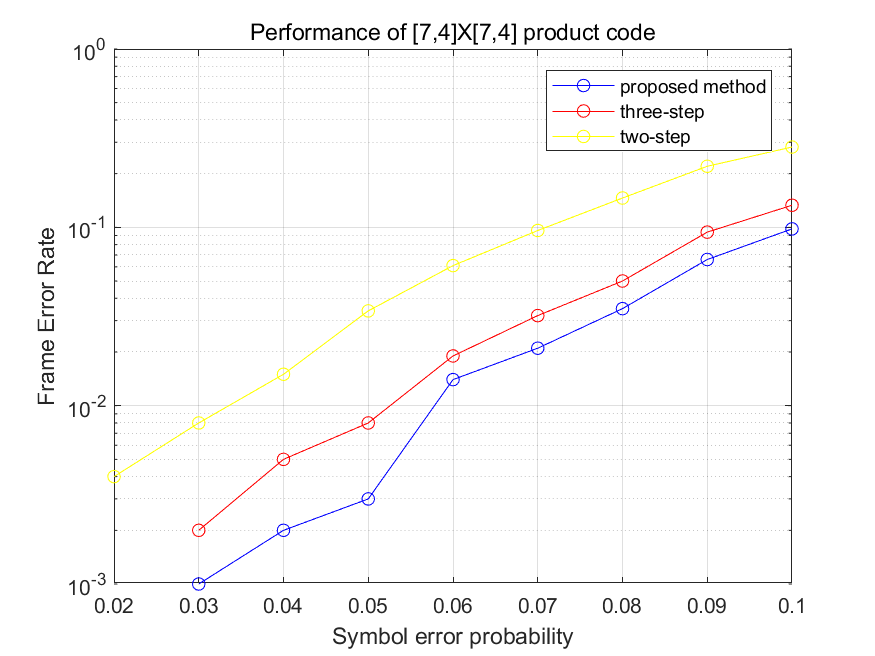 Performance of [7,4]X[7,4] product code
proposed method
three-step
two-step
10^0
10^-1
10^-2
10^-3
Frame Error Rate
0.02 0.03 0.04 0.05 0.06 0.07 0.08 0.09 0.1
Symbol error probability